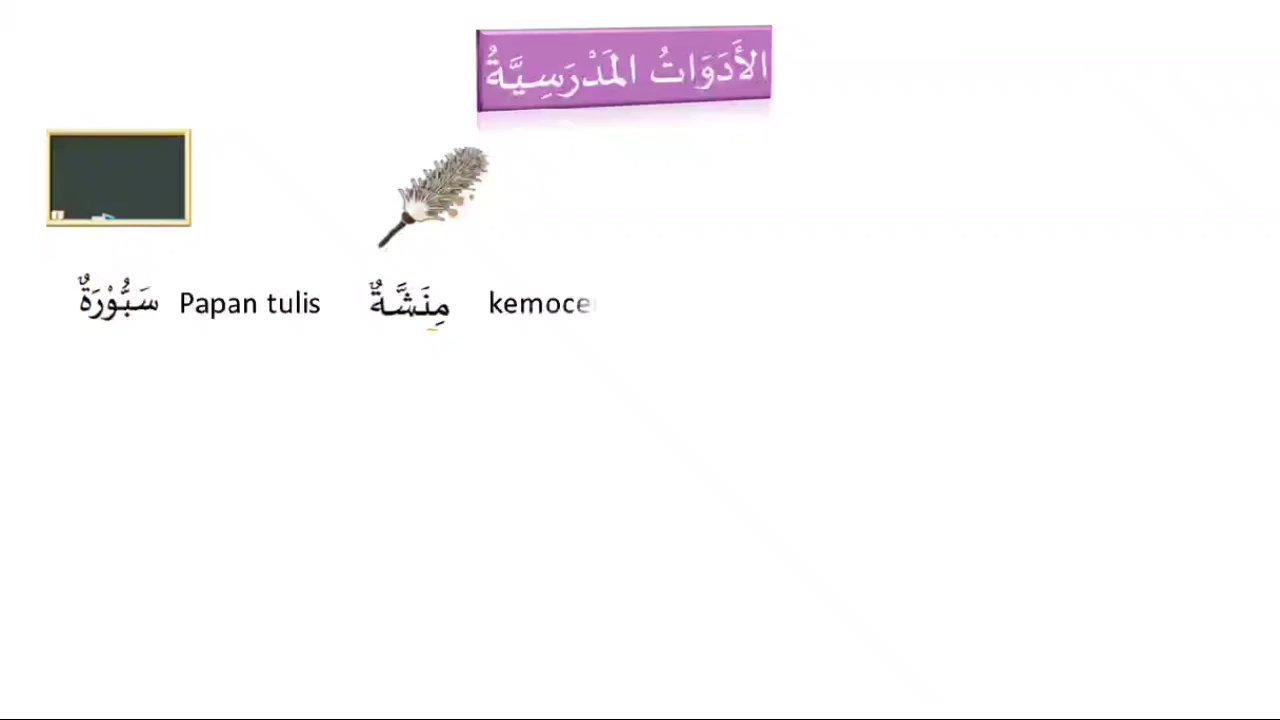 الأَدَوَاتُ المَدْرَسِيَّةُ
سَبُّوْرَةٌ Papan tulis مِنَشَّةٌ